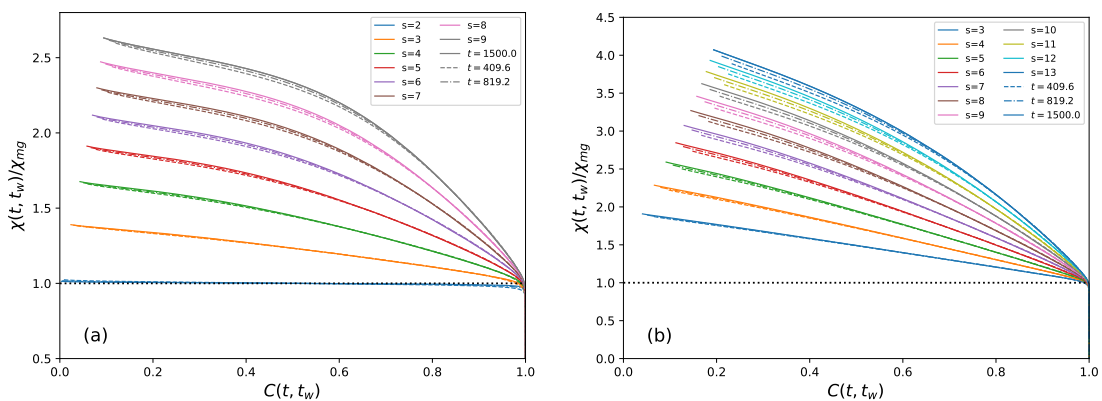 χ(t, t_w)/χ_mg
2.5
2.0
1.5
1.0
0.5
0.0
0.2
0.4
0.6
0.8
1.0
C(t, t_w)
(a)
s=2
s=3
s=4
s=5
s=6
s=7
s=8
s=9
t = 1500.0
t = 409.6
t = 819.2
χ(t, t_w)/χ_mg
4.5
4.0
3.5
3.0
2.5
2.0
1.5
1.0
0.5
0.0
0.0
0.2
0.4
0.6
0.8
1.0
C(t, t_w)
(b)
s=3
s=4
s=5
s=6
s=7
s=8
s=9
s=10
s=11
s=12
s=13
t = 409.6
t = 819.2
t = 1500.0